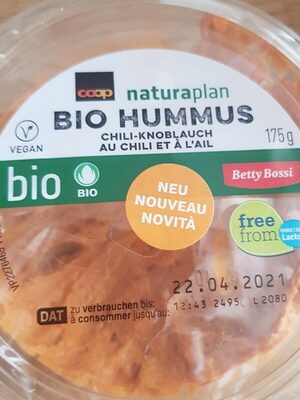 coop
naturaplan
BIO HUMMUS
CHILI-KNOBLAUCH
AU CHILI ET À L'AIL
175g
VEGAN
bio
BIO
Betty Bossi
NEU
NOUVEAU
NOVITÀ
free
from
22.04.2021
12:43 2495 L2080
DAT
zu verbrauchen bis:
à consommer jusqu'au: